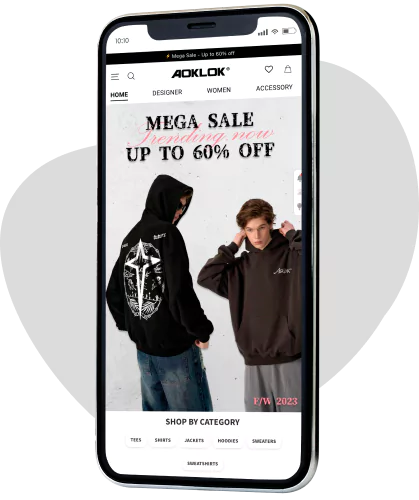 10:10
⚡ Mega Sale - Up to 60% off
AOKLOK®
HOME DESIGNER WOMEN ACCESSORY
MEGA SALE
Trending now
UP TO 60% OFF
AOKLOK
F/W 2023
SHOP BY CATEGORY
TEES SHIRTS JACKETS HOODIES SWEATERS
SWEATSHIRTS